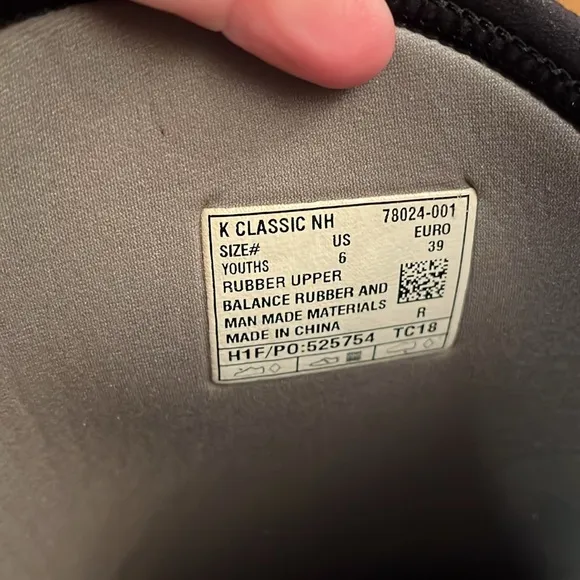 K CLASSIC NH 78024-001
SIZE# US EURO
YOUTHS 6 39
RUBBER UPPER
BALANCE RUBBER AND
MAN MADE MATERIALS R
MADE IN CHINA
H1F/PO:525754 TC18